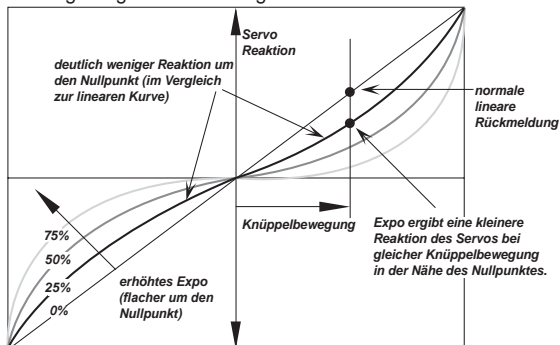 Servo
Reaktion
deutlich weniger Reaktion um
den Nullpunkt (im Vergleich
zur linearen Kurve)
normale
lineare
Rückmeldung
Knüppelbewegung
Expo ergibt eine kleinere
Reaktion des Servos bei
gleicher Knüppelbewegung
in der Nähe des Nullpunktes.
75%
50%
25%
0%
erhöhtes Expo
(flacher um den
Nullpunkt)